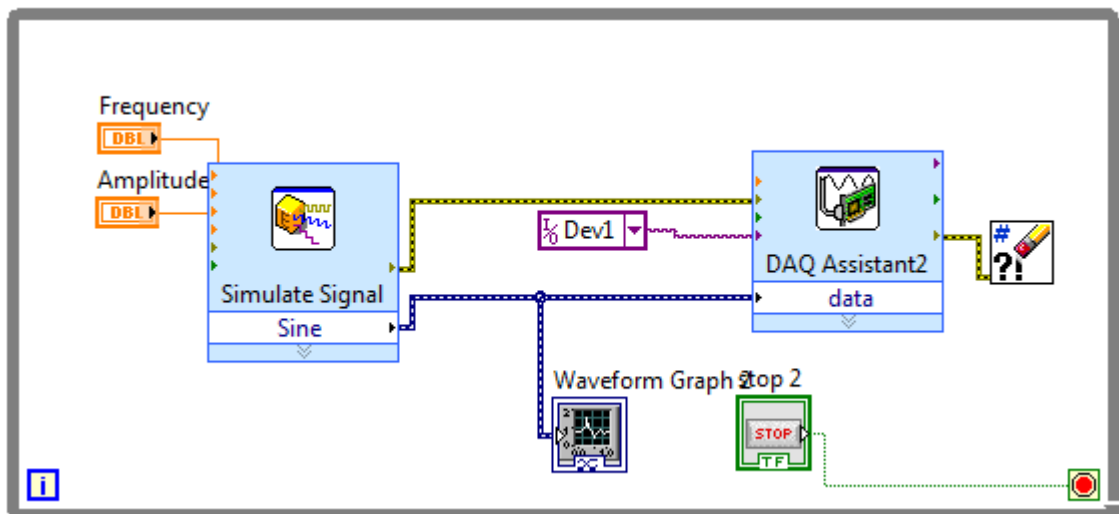 Frequency
DBL
Amplitude
DBL
Simulate Signal
Sine
I/O Dev1
DAQ Assistant2
data
# ?!
Waveform Graph 2
stop 2
STOP
TF
i